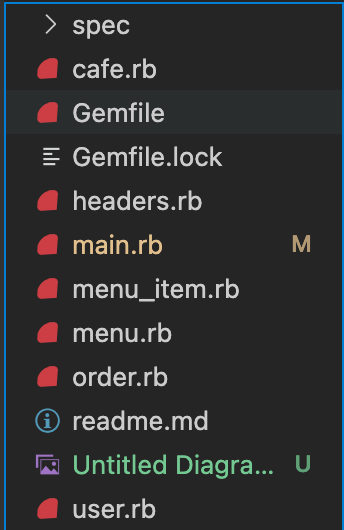 spec
cafe.rb
Gemfile
Gemfile.lock
headers.rb
main.rb M
menu_item.rb
menu.rb
order.rb
readme.md
Untitled Diagra... U
user.rb